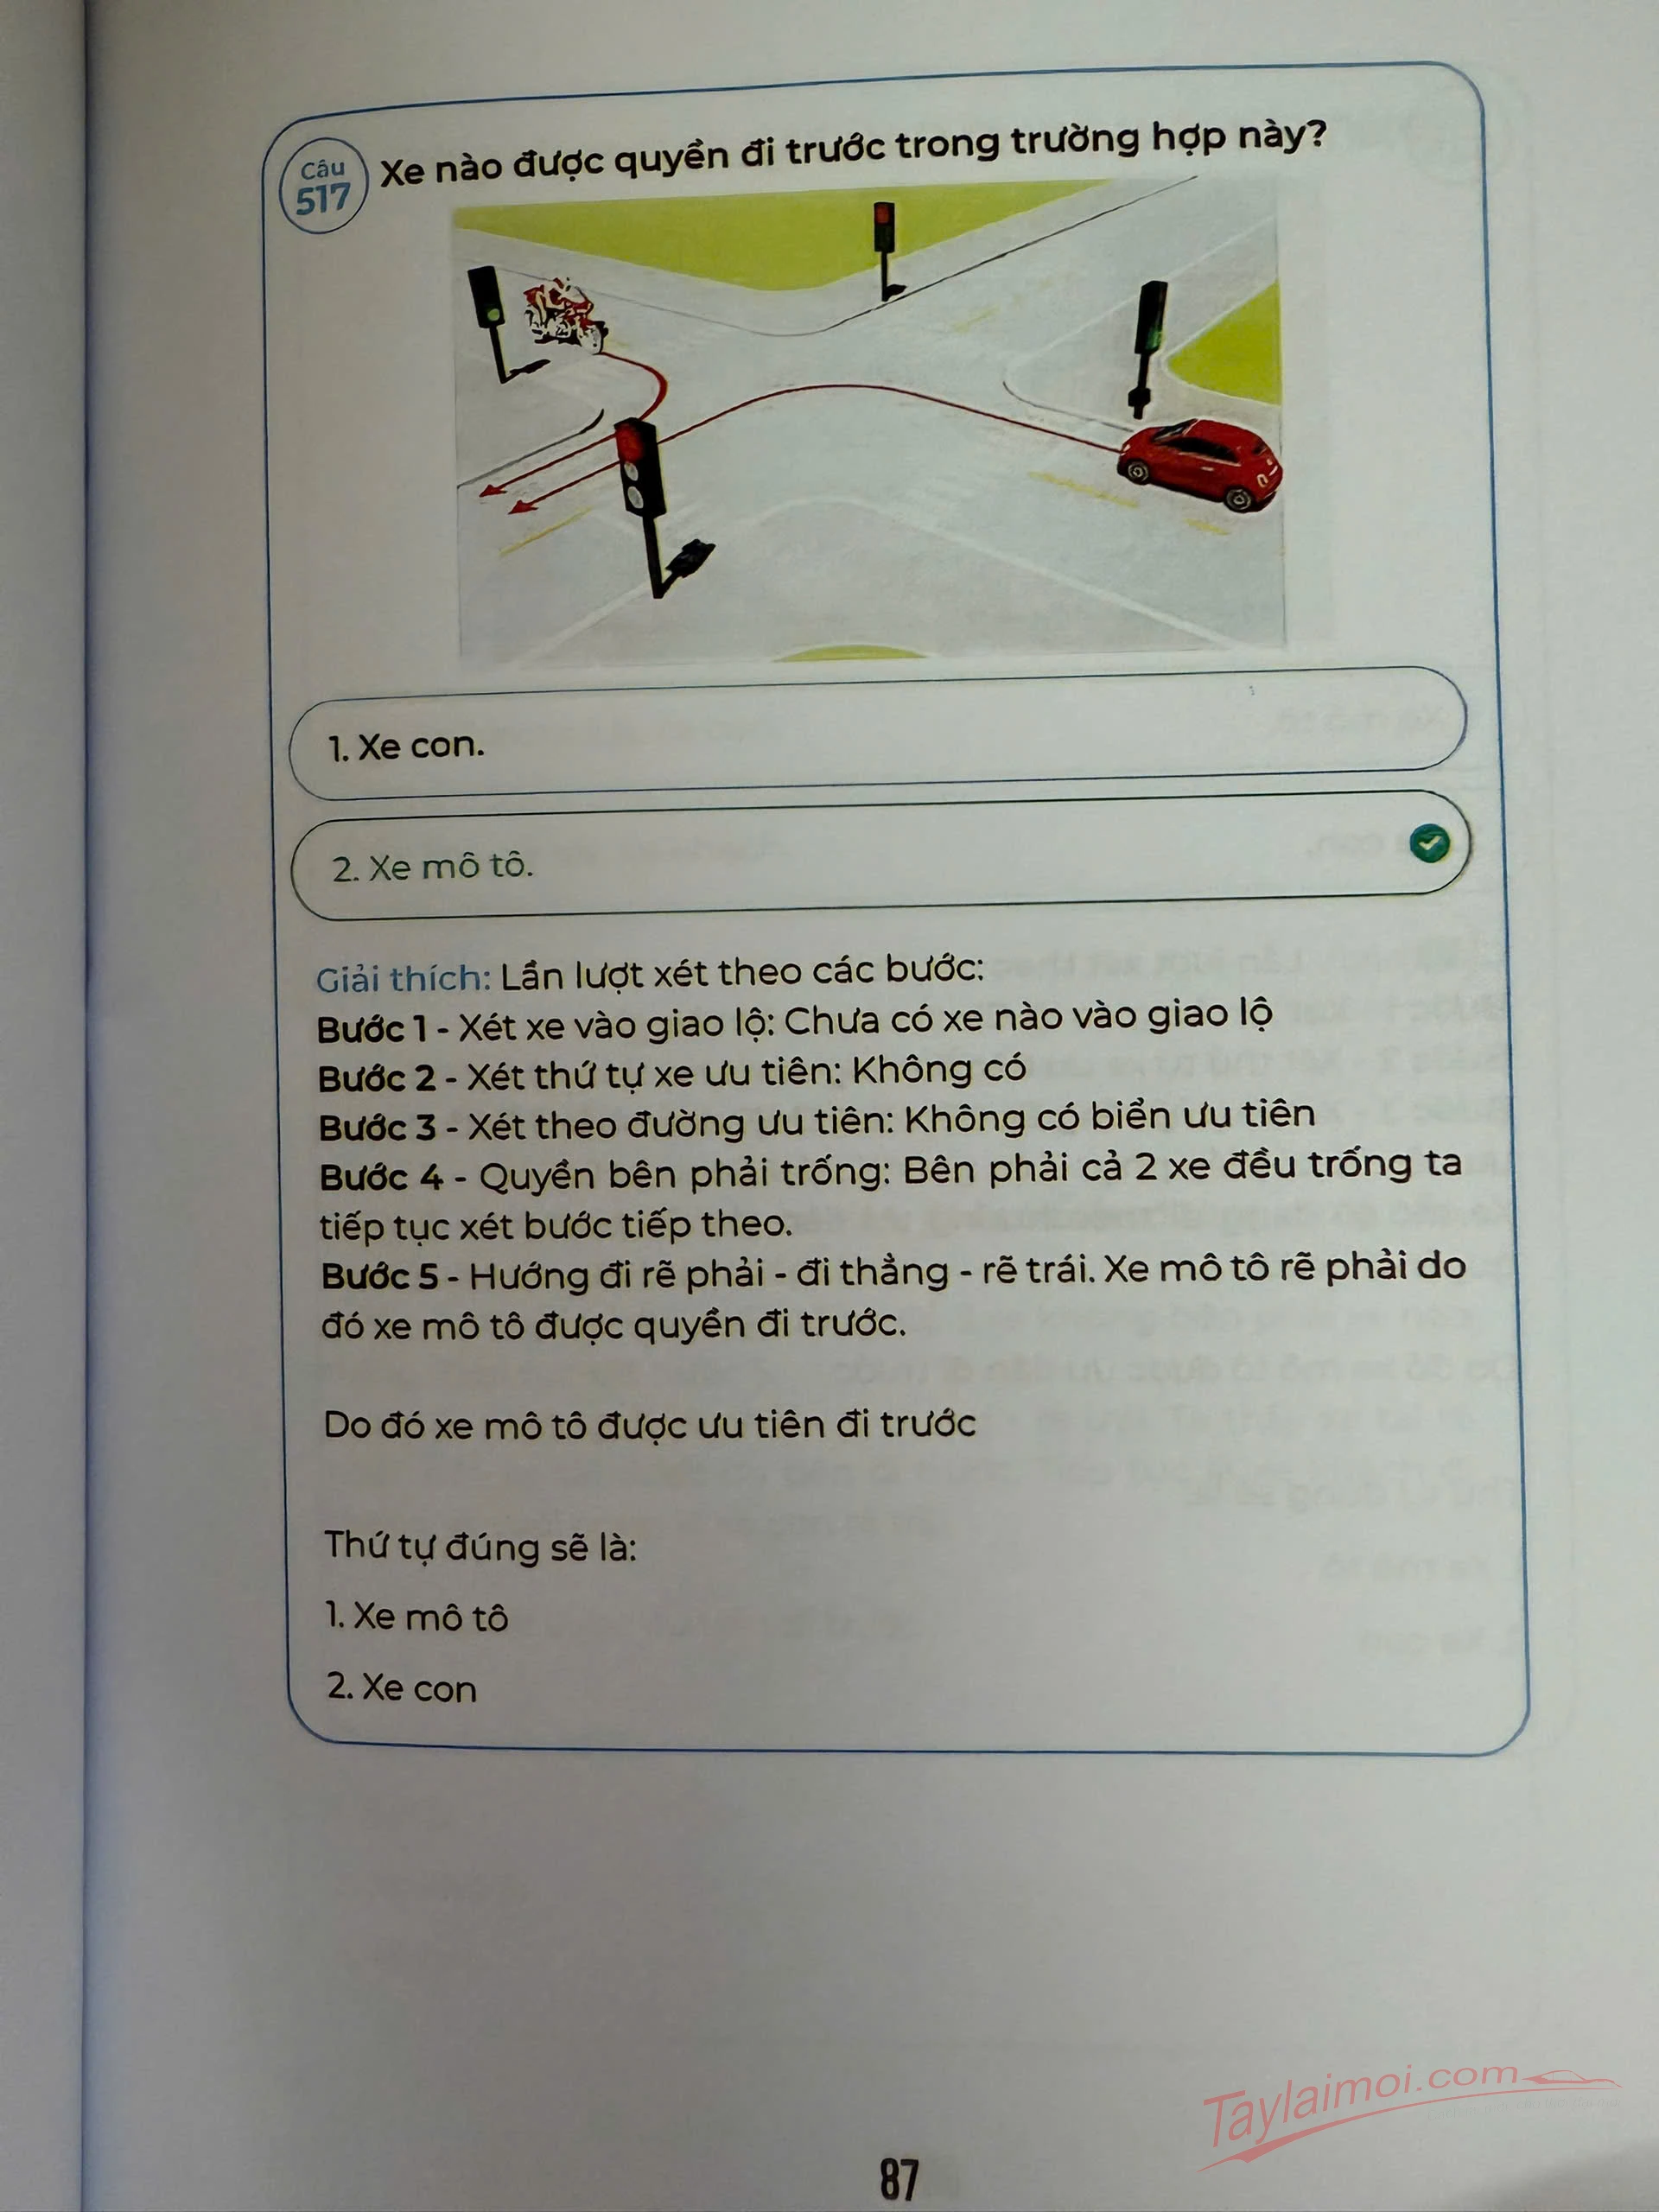 Câu
517
Xe nào được quyền đi trước trong trường hợp này?
1. Xe con.
2. Xe mô tô.
Giải thích: Lần lượt xét theo các bước:
Bước 1 - Xét xe vào giao lộ: Chưa có xe nào vào giao lộ
Bước 2 - Xét thứ tự xe ưu tiên: Không có
Bước 3 - Xét theo đường ưu tiên: Không có biển ưu tiên
Bước 4 - Quyền bên phải trống: Bên phải cả 2 xe đều trống ta
tiếp tục xét bước tiếp theo.
Bước 5 - Hướng đi rẽ phải - đi thẳng - rẽ trái. Xe mô tô rẽ phải do
đó xe mô tô được quyền đi trước.
Do đó xe mô tô được ưu tiên đi trước
Thứ tự đúng sẽ là:
1. Xe mô tô
2. Xe con
Taylaimoi.com
87